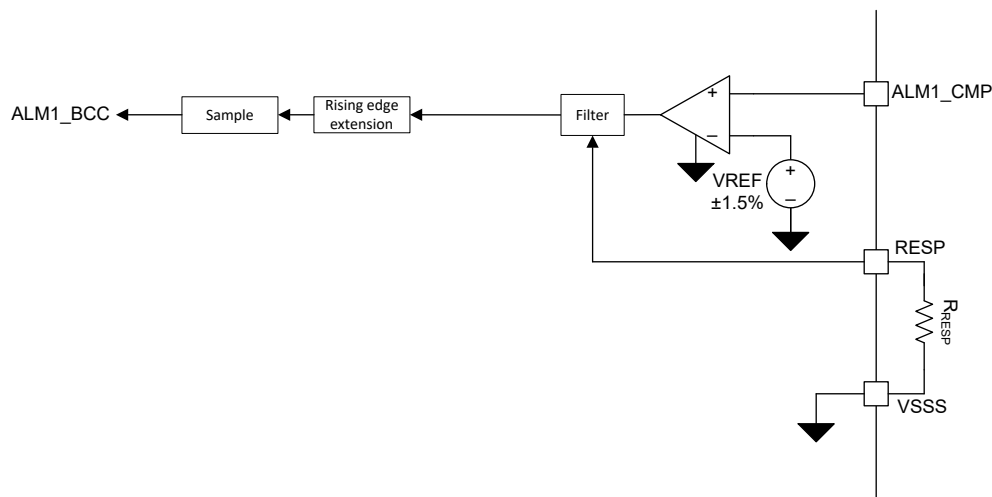 ALM1_BCC
Sample
Rising edge
extension
Filter
+
−
ALM1_CMP
VREF
±1.5%
+
−
RESP
RRESP
VSSS